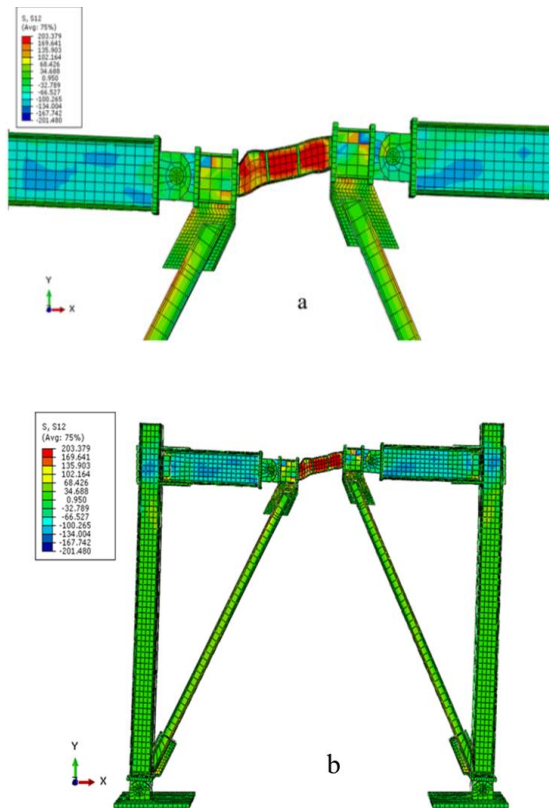 S, S12
(Avg: 75%)
203.379
169.641
135.903
102.164
68.426
34.688
0.950
-32.789
-66.527
-100.265
-134.004
-167.742
-201.480
Y
X
a
S, S12
(Avg: 75%)
203.379
169.641
135.903
102.164
68.426
34.688
0.950
-32.789
-66.527
-100.265
-134.004
-167.742
-201.480
Y
X
b